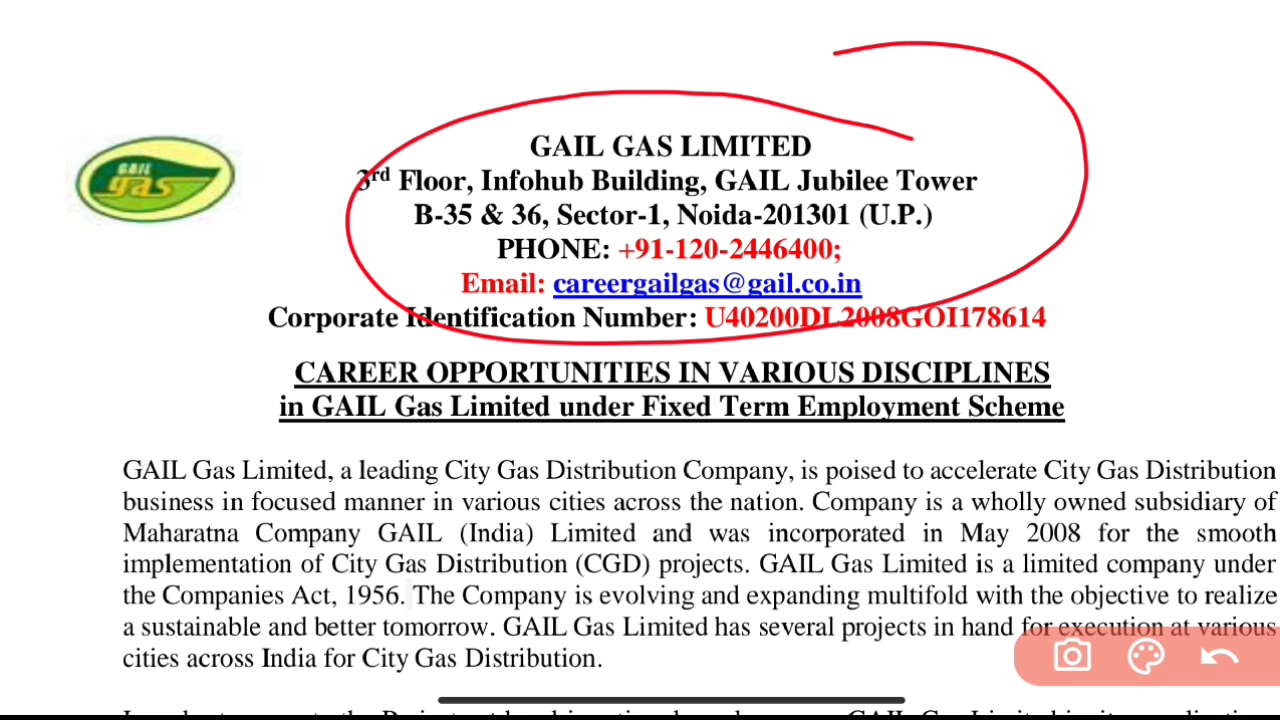 GAIL
gas
GAIL GAS LIMITED
3rd Floor, Infohub Building, GAIL Jubilee Tower
B-35 & 36, Sector-1, Noida-201301 (U.P.)
PHONE: +91-120-2446400;
Email: careergailgas@gail.co.in
Corporate Identification Number: U40200DL2008GOI178614
CAREER OPPORTUNITIES IN VARIOUS DISCIPLINES
in GAIL Gas Limited under Fixed Term Employment Scheme
GAIL Gas Limited, a leading City Gas Distribution Company, is poised to accelerate City Gas Distribution
business in focused manner in various cities across the nation. Company is a wholly owned subsidiary of
Maharatna Company GAIL (India) Limited and was incorporated in May 2008 for the smooth
implementation of City Gas Distribution (CGD) projects. GAIL Gas Limited is a limited company under
the Companies Act, 1956. The Company is evolving and expanding multifold with the objective to realize
a sustainable and better tomorrow. GAIL Gas Limited has several projects in hand for execution at various
cities across India for City Gas Distribution.